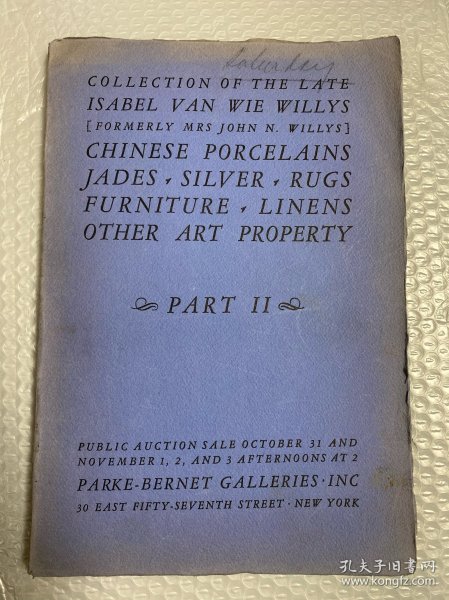 Saturday
COLLECTION OF THE LATE
ISABEL VAN WIE WILLYS
[FORMERLY MRS JOHN N. WILLYS]
CHINESE PORCELAINS
JADES · SILVER · RUGS
FURNITURE · LINENS
OTHER ART PROPERTY
PART II
PUBLIC AUCTION SALE OCTOBER 31 AND
NOVEMBER 1, 2, AND 3 AFTERNOONS AT 2
PARKE-BERNET GALLERIES · INC
30 EAST FIFTY-SEVENTH STREET · NEW YORK
孔夫子旧书网
www.kongfz.com